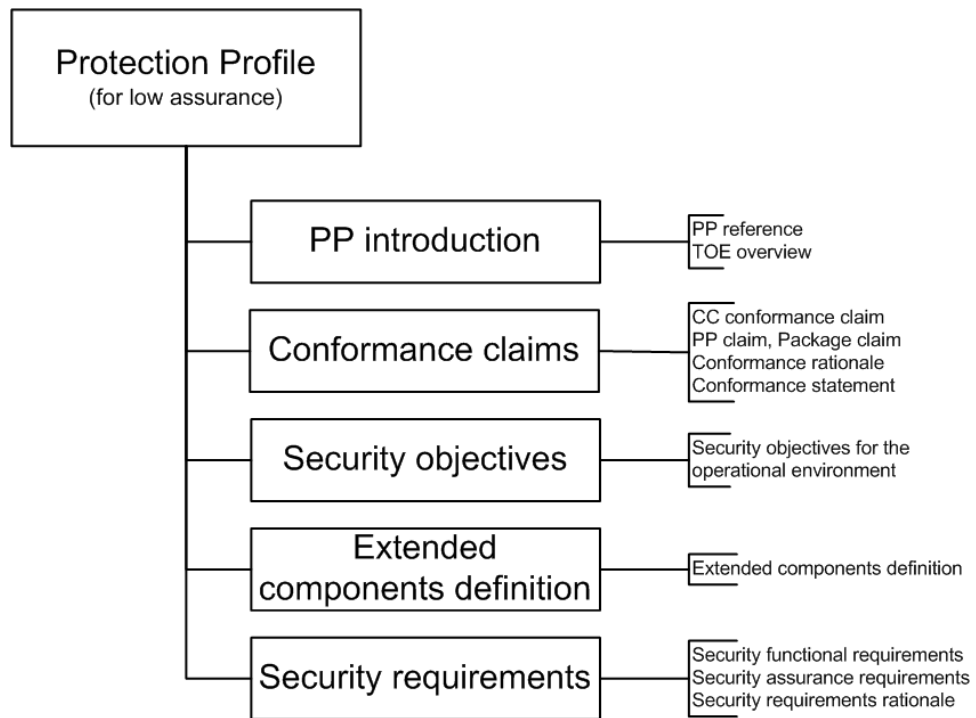 Protection Profile
(for low assurance)
PP introduction
PP reference
TOE overview
Conformance claims
CC conformance claim
PP claim, Package claim
Conformance rationale
Conformance statement
Security objectives
Security objectives for the
operational environment
Extended
components definition
Extended components definition
Security requirements
Security functional requirements
Security assurance requirements
Security requirements rationale